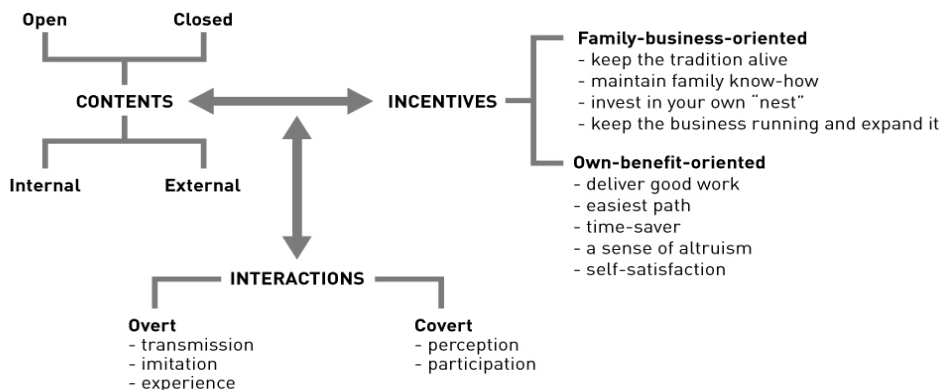 Open
Closed
CONTENTS
Internal
External
INCENTIVES
Family-business-oriented
- keep the tradition alive
- maintain family know-how
- invest in your own “nest”
- keep the business running and expand it
Own-benefit-oriented
- deliver good work
- easiest path
- time-saver
- a sense of altruism
- self-satisfaction
INTERACTIONS
Overt
- transmission
- imitation
- experience
Covert
- perception
- participation